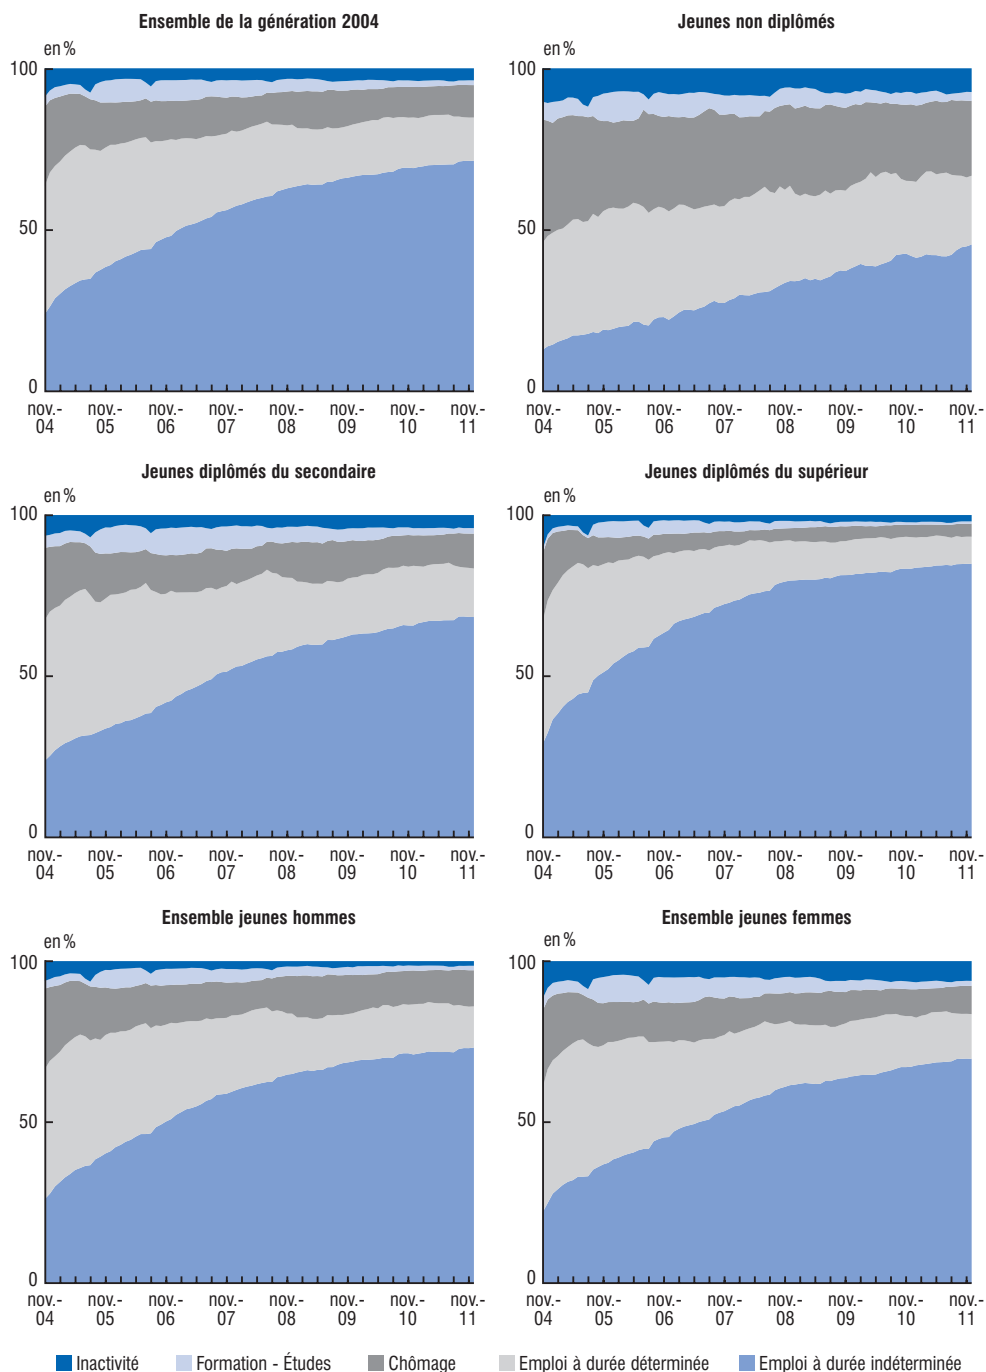 Ensemble de la génération 2004
en %
100
50
0
nov.- nov.- nov.- nov.- nov.- nov.- nov.- nov.-
04 05 06 07 08 09 10 11
Jeunes non diplômés
en %
100
50
0
nov.- nov.- nov.- nov.- nov.- nov.- nov.- nov.-
04 05 06 07 08 09 10 11
Jeunes diplômés du secondaire
en %
100
50
0
nov.- nov.- nov.- nov.- nov.- nov.- nov.- nov.-
04 05 06 07 08 09 10 11
Jeunes diplômés du supérieur
en %
100
50
0
nov.- nov.- nov.- nov.- nov.- nov.- nov.- nov.-
04 05 06 07 08 09 10 11
Ensemble jeunes hommes
en %
100
50
0
nov.- nov.- nov.- nov.- nov.- nov.- nov.- nov.-
04 05 06 07 08 09 10 11
Ensemble jeunes femmes
en %
100
50
0
nov.- nov.- nov.- nov.- nov.- nov.- nov.- nov.-
04 05 06 07 08 09 10 11
Inactivité Formation - Études Chômage Emploi à durée déterminée Emploi à durée indéterminée